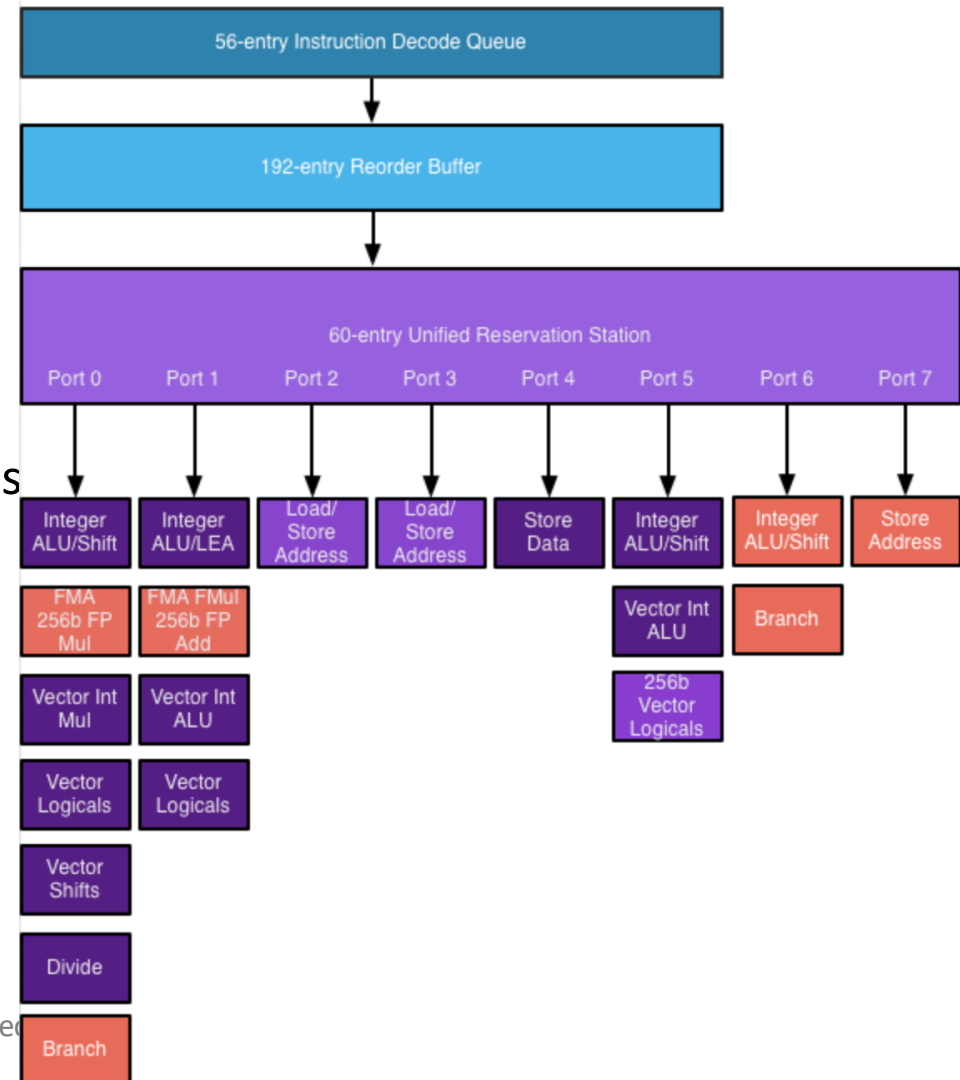 56-entry Instruction Decode Queue
192-entry Reorder Buffer
60-entry Unified Reservation Station
Port 0 Port 1 Port 2 Port 3 Port 4 Port 5 Port 6 Port 7
s
Integer
ALU/Shift
Integer
ALU/LEA
Load/
Store
Address
Load/
Store
Address
Store
Data
Integer
ALU/Shift
Integer
ALU/Shift
Store
Address
FMA
256b FP
Mul
FMA FMul
256b FP
Add
Vector Int
ALU
Branch
Vector Int
Mul
Vector Int
ALU
256b
Vector
Logicals
Vector
Logicals
Vector
Logicals
Vector
Shifts
Divide
Branch